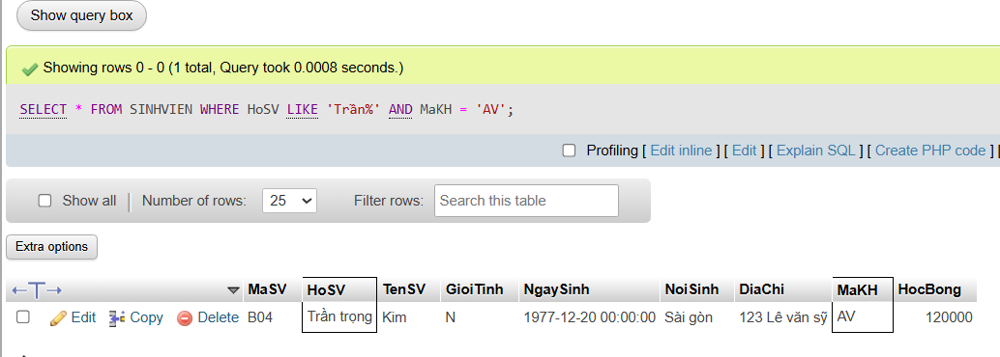 Show query box
Showing rows 0 - 0 (1 total, Query took 0.0008 seconds.)
SELECT * FROM SINHVIEN WHERE HoSV LIKE 'Trần%' AND MaKH = 'AV';
Profiling [ Edit inline ] [ Edit ] [ Explain SQL ] [ Create PHP code ] [
Show all Number of rows: 25 Filter rows: Search this table
Extra options
MaSV HoSV TenSV GioiTinh NgaySinh NoiSinh DiaChi MaKH HocBong
Edit Copy Delete B04 Trần trọng Kim N 1977-12-20 00:00:00 Sài gòn 123 Lê văn sỹ AV 120000